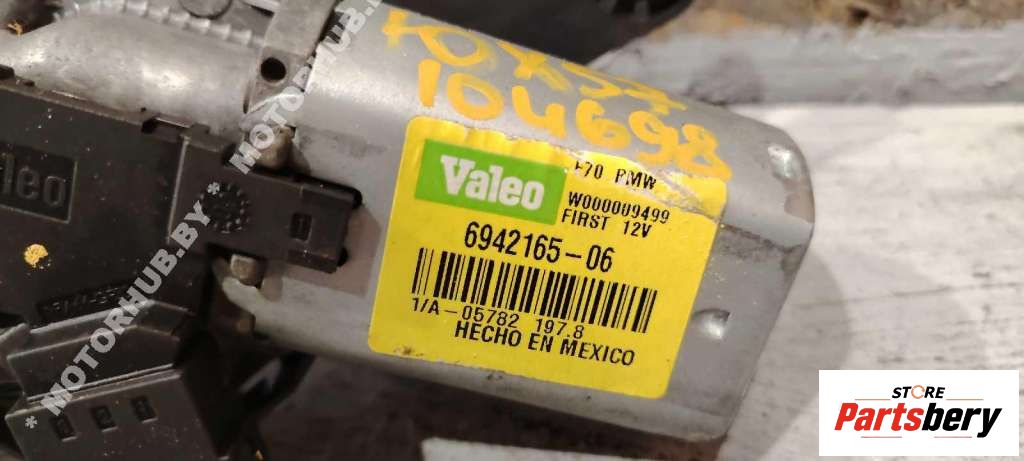 104698
Valeo
E70 BMW
W000009499
FIRST 12V
6942165-06
1/A-05782 197.8
HECHO EN MEXICO
* MOTORHUB.BY * MOTORHUB.BY
STORE
Partsbery